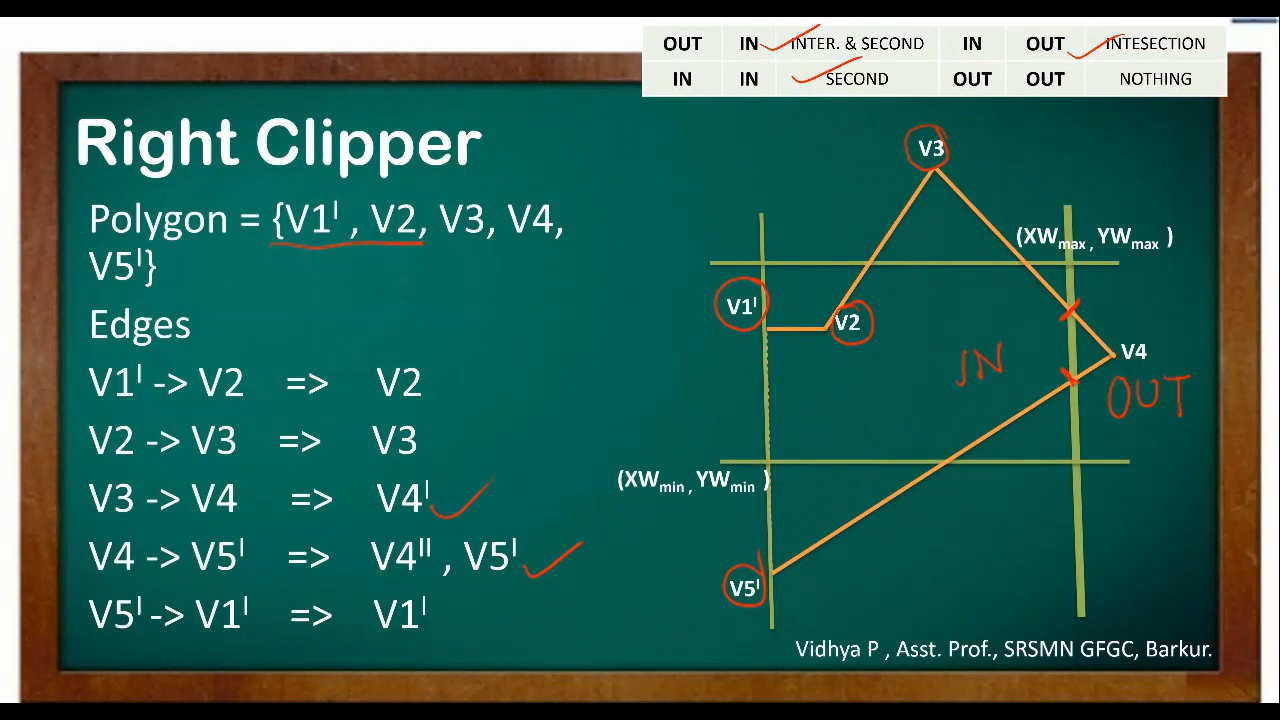 OUT IN INTER. & SECOND IN OUT INTESECTION
IN IN SECOND OUT OUT NOTHING
Right Clipper
Polygon = {V1ᴵ , V2, V3, V4,
V5ᴵ}
Edges
V1ᴵ -> V2 => V2
V2 -> V3 => V3
V3 -> V4 => V4ᴵ
V4 -> V5ᴵ => V4ᴵᴵ , V5ᴵ
V5ᴵ -> V1ᴵ => V1ᴵ
V3
(XWmax , YWmax )
V1ᴵ
V2
V4
IN
OUT
(XWmin , YWmin )
V5ᴵ
Vidhya P , Asst. Prof., SRSMN GFGC, Barkur.